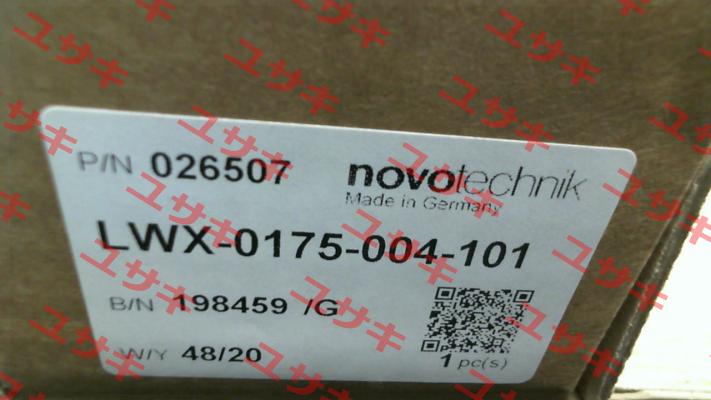 P/N 026507
novotechnik
Made in Germany
LWX-0175-004-101
B/N 198459 /G
W/Y 48/20
1 pc(s)
ユサキ